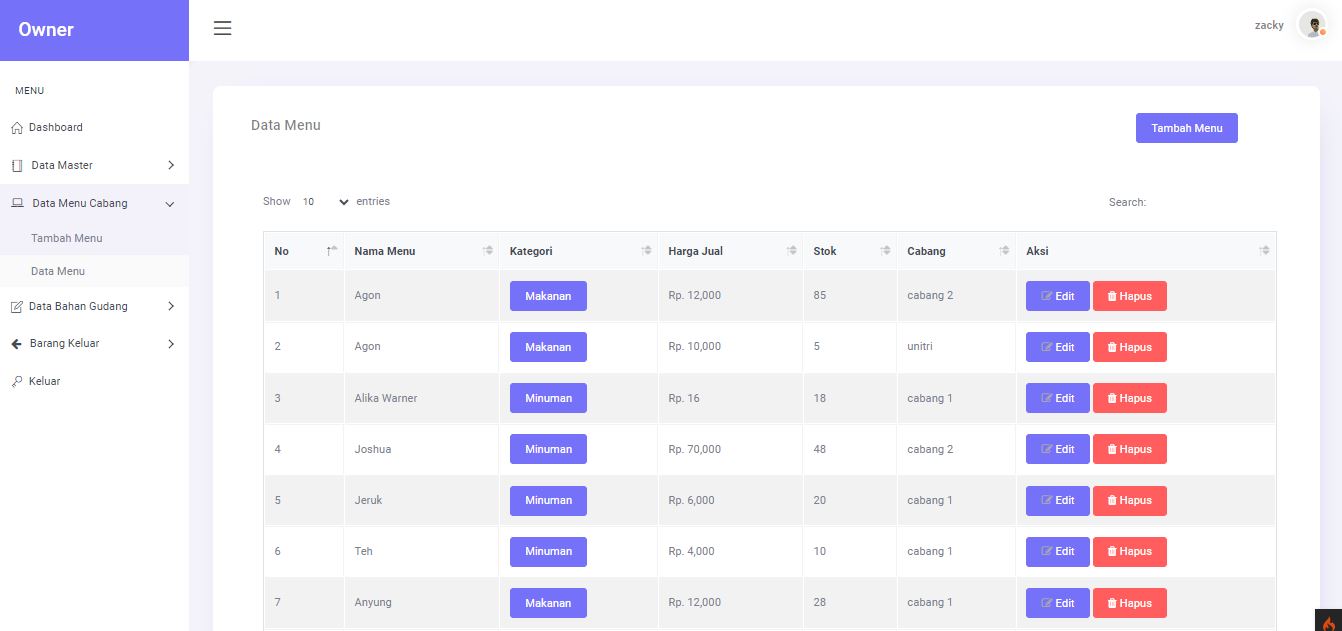 Owner
zacky
MENU
Dashboard
Data Master
Data Menu Cabang
Tambah Menu
Data Menu
Data Bahan Gudang
Barang Keluar
Keluar
Data Menu
Tambah Menu
Show 10 entries
Search:
No Nama Menu Kategori Harga Jual Stok Cabang Aksi
1 Agon Makanan Rp. 12,000 85 cabang 2 Edit Hapus
2 Agon Makanan Rp. 10,000 5 unitri Edit Hapus
3 Alika Warner Minuman Rp. 16 18 cabang 1 Edit Hapus
4 Joshua Minuman Rp. 70,000 48 cabang 2 Edit Hapus
5 Jeruk Minuman Rp. 6,000 20 cabang 1 Edit Hapus
6 Teh Minuman Rp. 4,000 10 cabang 1 Edit Hapus
7 Anyung Makanan Rp. 12,000 28 cabang 1 Edit Hapus